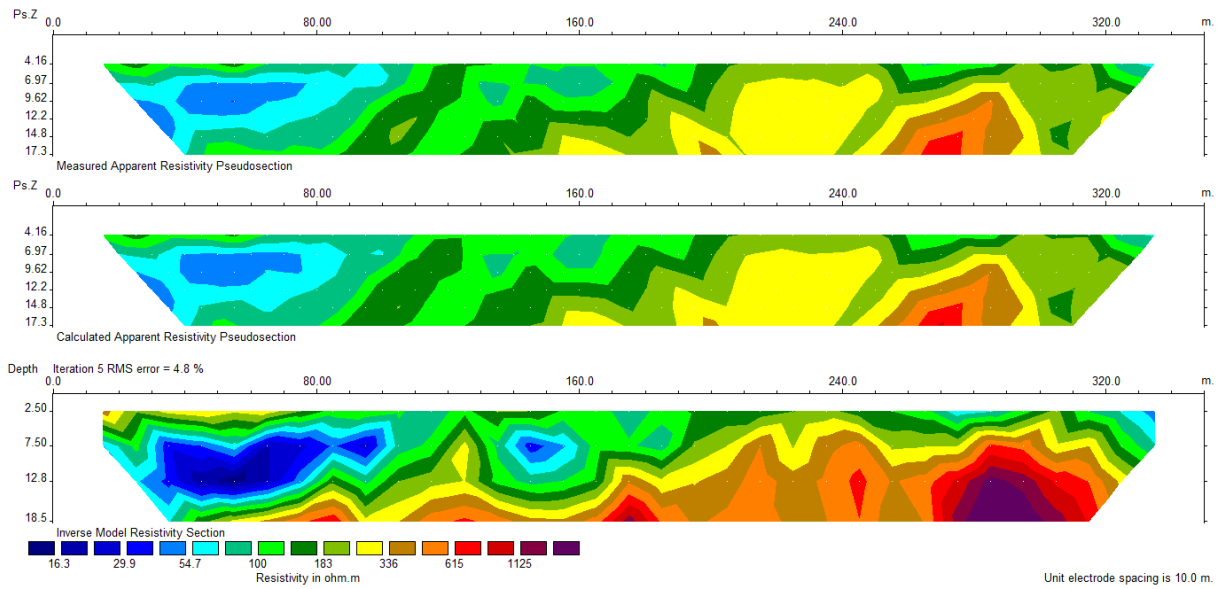 Ps.Z 0.0 80.00 160.0 240.0 320.0 m.
4.16
6.97
9.62
12.2
14.8
17.3
Measured Apparent Resistivity Pseudosection
Ps.Z 0.0 80.00 160.0 240.0 320.0 m.
4.16
6.97
9.62
12.2
14.8
17.3
Calculated Apparent Resistivity Pseudosection
Depth Iteration 5 RMS error = 4.8 %
0.0 80.00 160.0 240.0 320.0 m.
2.50
7.50
12.8
18.5
Inverse Model Resistivity Section
16.3 29.9 54.7 100 183 336 615 1125
Resistivity in ohm.m Unit electrode spacing is 10.0 m.